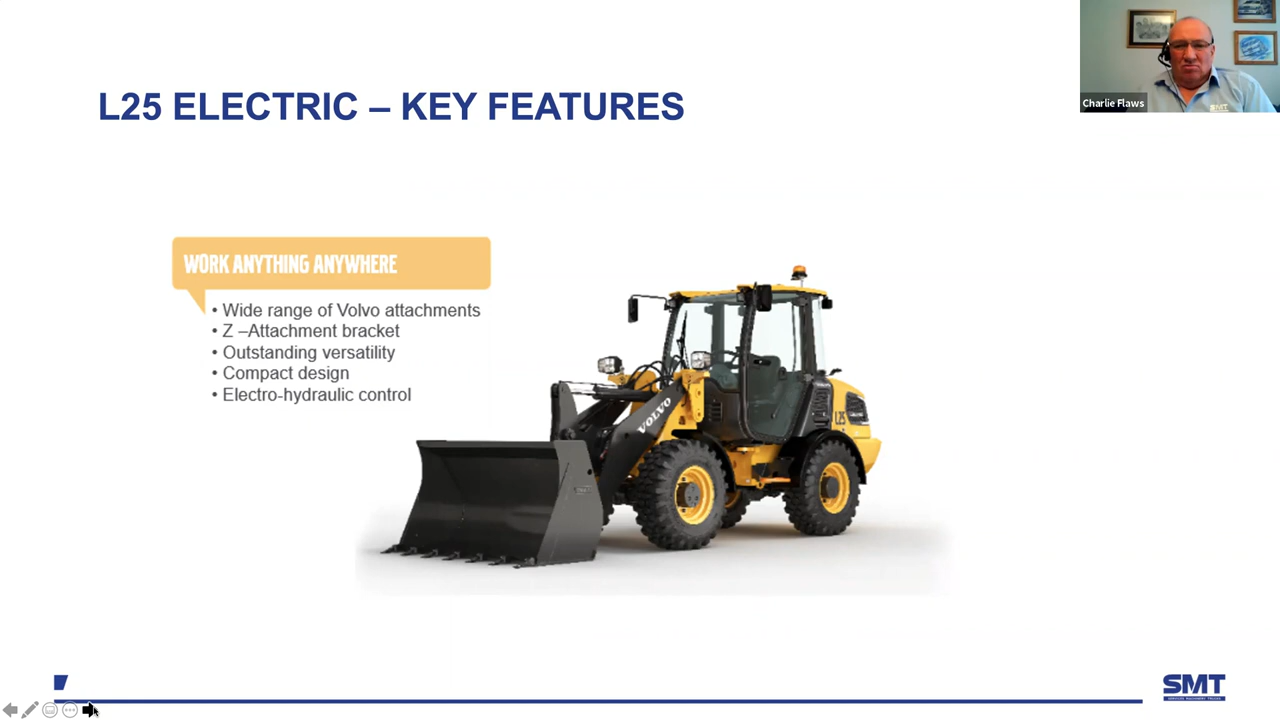 L25 ELECTRIC – KEY FEATURES
Charlie Flaws
SMT
WORK ANYTHING ANYWHERE
• Wide range of Volvo attachments
• Z –Attachment bracket
• Outstanding versatility
• Compact design
• Electro-hydraulic control
VOLVO
L25
SMT